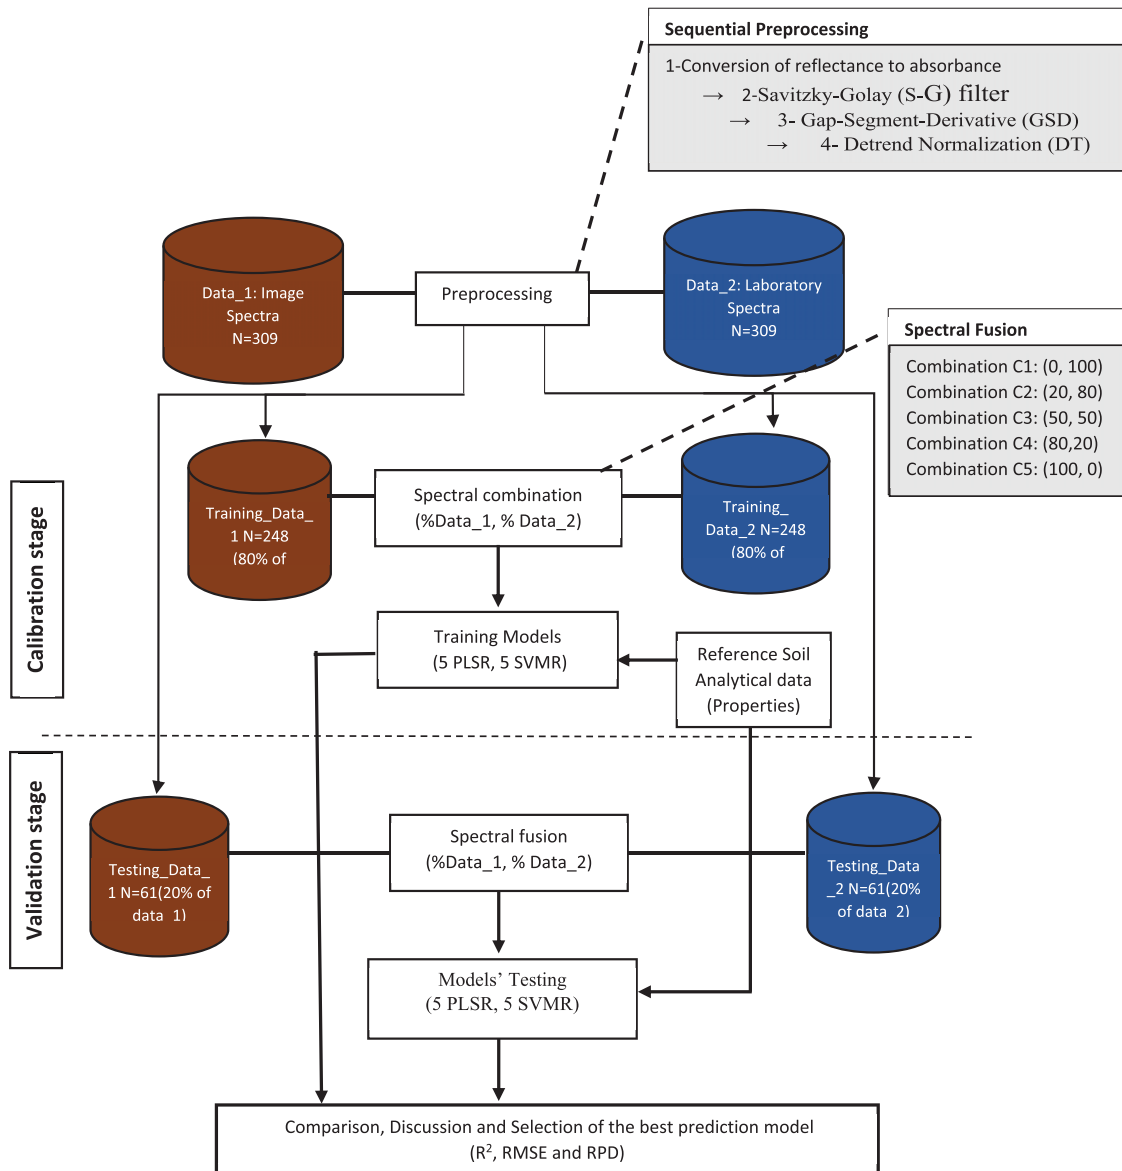 Sequential Preprocessing
1-Conversion of reflectance to absorbance
→ 2-Savitzky-Golay (S-G) filter
→ 3- Gap-Segment-Derivative (GSD)
→ 4- Detrend Normalization (DT)
Data_1: Image
Spectra
N=309
Preprocessing
Data_2: Laboratory
Spectra
N=309
Spectral Fusion
Combination C1: (0, 100)
Combination C2: (20, 80)
Combination C3: (50, 50)
Combination C4: (80,20)
Combination C5: (100, 0)
Calibration stage
Training_Data_
1 N=248
(80% of
Spectral combination
(%Data_1, % Data_2)
Training_
Data_2 N=248
(80% of
Training Models
(5 PLSR, 5 SVMR)
Reference Soil
Analytical data
(Properties)
Validation stage
Testing_Data_
1 N=61(20% of
data_1)
Spectral fusion
(%Data_1, % Data_2)
Testing_Data
_2 N=61(20%
of data_2)
Models’ Testing
(5 PLSR, 5 SVMR)
Comparison, Discussion and Selection of the best prediction model
(R², RMSE and RPD)